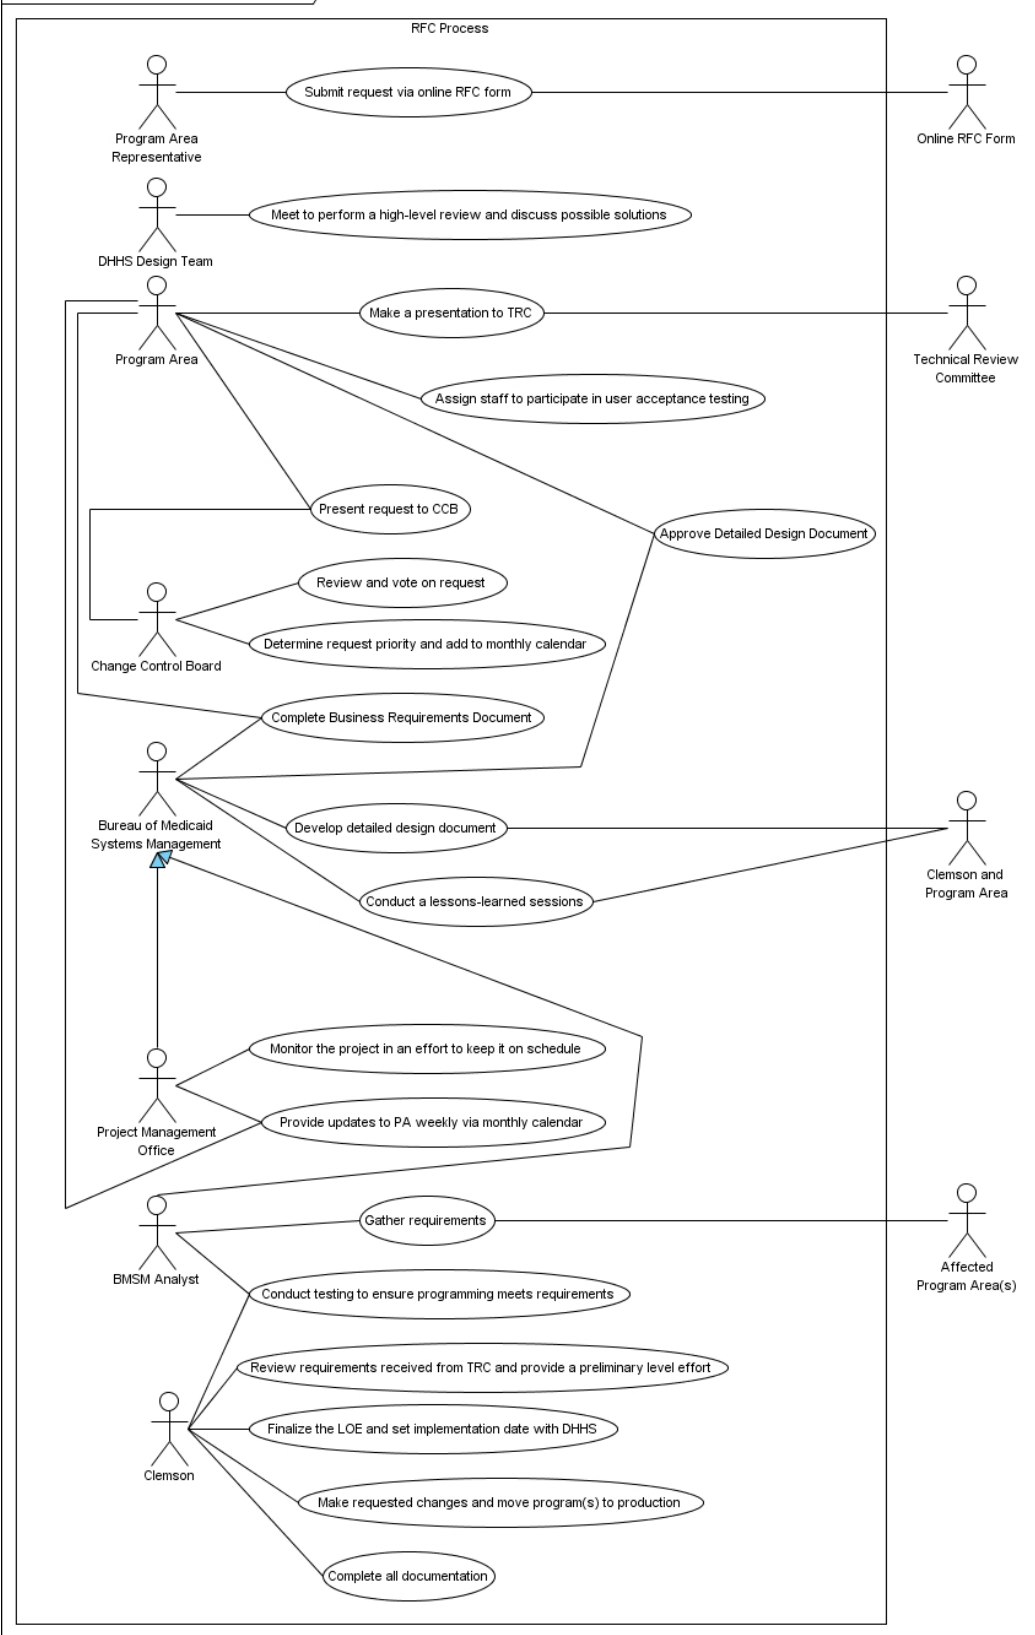 RFC Process
Submit request via online RFC form
Program Area
Representative
Online RFC Form
Meet to perform a high-level review and discuss possible solutions
DHHS Design Team
Make a presentation to TRC
Program Area
Technical Review
Committee
Assign staff to participate in user acceptance testing
Present request to CCB
Approve Detailed Design Document
Review and vote on request
Determine request priority and add to monthly calendar
Change Control Board
Complete Business Requirements Document
Bureau of Medicaid
Systems Management
Develop detailed design document
Clemson and
Program Area
Conduct a lessons-learned sessions
Monitor the project in an effort to keep it on schedule
Provide updates to PA weekly via monthly calendar
Project Management
Office
Gather requirements
BMSM Analyst
Affected
Program Area(s)
Conduct testing to ensure programming meets requirements
Review requirements received from TRC and provide a preliminary level effort
Finalize the LOE and set implementation date with DHHS
Clemson
Make requested changes and move program(s) to production
Complete all documentation